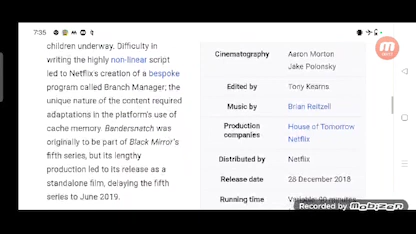 7:35
children underway. Difficulty in
writing the highly non-linear script
led to Netflix's creation of a bespoke
program called Branch Manager; the
unique nature of the content required
adaptations in the platform's use of
cache memory. Bandersnatch was
originally to be part of Black Mirror's
fifth series, but its lengthy
production led to its release as a
standalone film, delaying the
fifth series to June 2019.
Cinematography Aaron Morton
Jake Polonsky
Edited by Tony Kearns
Music by Brian Reitzell
Production House of Tomorrow
companies Netflix
Distributed by Netflix
Release date 28 December 2018
Running time Variable; 90 minutes
Recorded by Mobizen